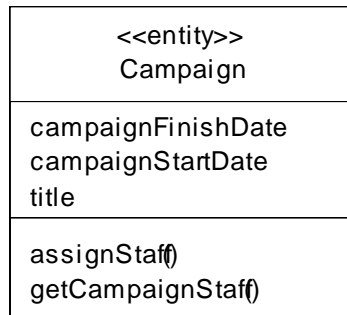 <<entity>>
Campaign
campaignFinishDate
campaignStartDate
title
assignStaff()
getCampaignStaff()